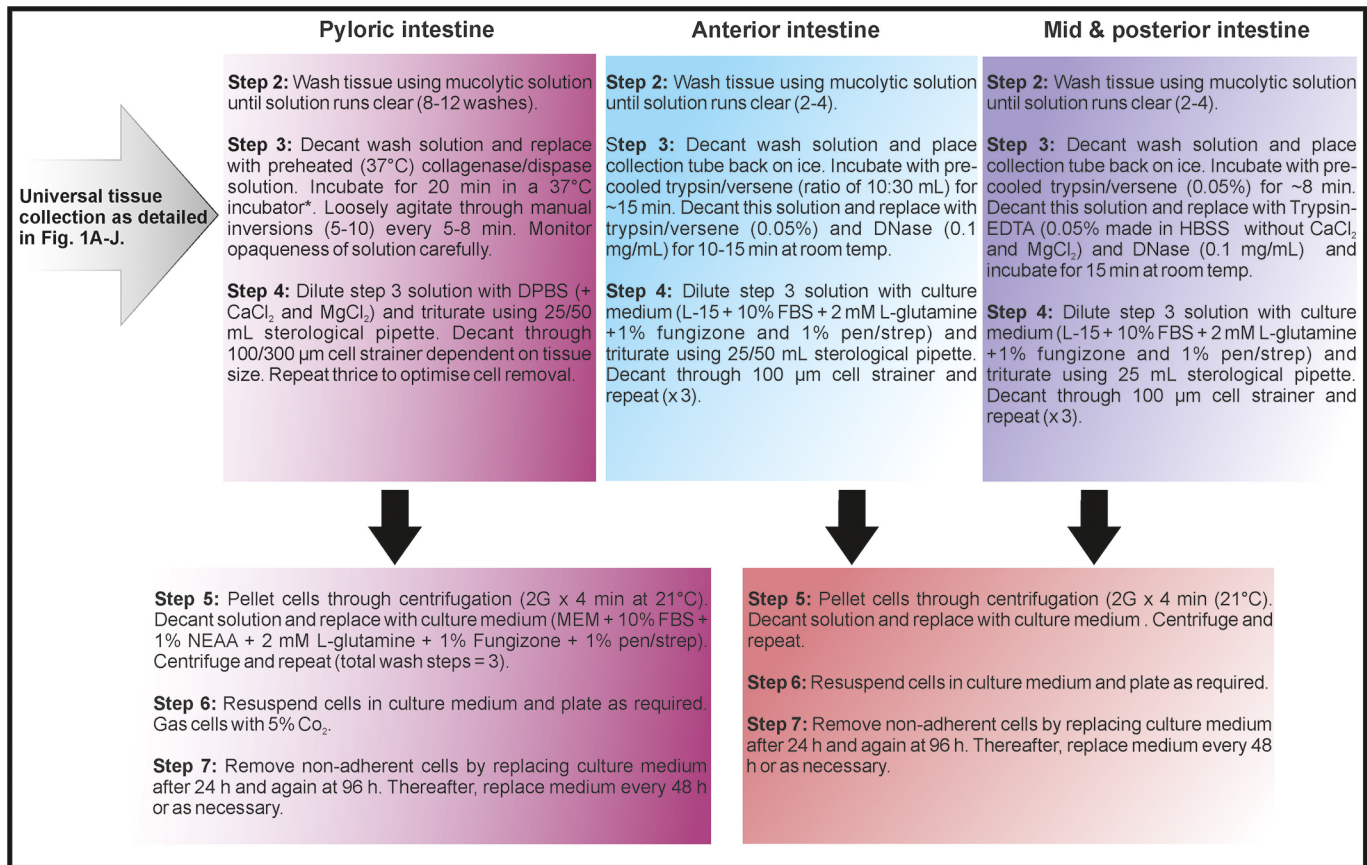 Pyloric intestine
Anterior intestine
Mid & posterior intestine
Universal tissue
collection as detailed
in Fig. 1A-J.
Step 2: Wash tissue using mucolytic solution
until solution runs clear (8-12 washes).
Step 3: Decant wash solution and replace
with preheated (37°C) collagenase/dispase
solution. Incubate for 20 min in a 37°C
incubator*. Loosely agitate through manual
inversions (5-10) every 5-8 min. Monitor
opaqueness of solution carefully.
Step 4: Dilute step 3 solution with DPBS (+
CaCl₂ and MgCl₂) and triturate using 25/50
mL sterological pipette. Decant through
100/300 µm cell strainer dependent on tissue
size. Repeat thrice to optimise cell removal.
Step 2: Wash tissue using mucolytic solution
until solution runs clear (2-4).
Step 3: Decant wash solution and place
collection tube back on ice. Incubate with pre-
cooled trypsin/versene (ratio of 10:30 mL) for
~15 min. Decant this solution and replace with
trypsin/versene (0.05%) and DNase (0.1
mg/mL) for 10-15 min at room temp.
Step 4: Dilute step 3 solution with culture
medium (L-15 + 10% FBS + 2 mM L-glutamine
+1% fungizone and 1% pen/strep) and
triturate using 25/50 mL sterological pipette.
Decant through 100 µm cell strainer and
repeat (x 3).
Step 2: Wash tissue using mucolytic solution
until solution runs clear (2-4).
Step 3: Decant wash solution and place
collection tube back on ice. Incubate with pre-
cooled trypsin/versene (0.05%) for ~8 min.
Decant this solution and replace with Trypsin-
EDTA (0.05% made in HBSS without CaCl₂
and MgCl₂) and DNase (0.1 mg/mL) and
incubate for 15 min at room temp.
Step 4: Dilute step 3 solution with culture
medium (L-15 + 10% FBS + 2 mM L-glutamine
+1% fungizone and 1% pen/strep) and
triturate using 25 mL sterological pipette.
Decant through 100 µm cell strainer and
repeat (x 3).
Step 5: Pellet cells through centrifugation (2G x 4 min at 21°C).
Decant solution and replace with culture medium (MEM + 10% FBS +
1% NEAA + 2 mM L-glutamine + 1% Fungizone + 1% pen/strep).
Centrifuge and repeat (total wash steps = 3).
Step 6: Resuspend cells in culture medium and plate as required.
Gas cells with 5% Co₂.
Step 7: Remove non-adherent cells by replacing culture medium
after 24 h and again at 96 h. Thereafter, replace medium every 48 h
or as necessary.
Step 5: Pellet cells through centrifugation (2G x 4 min (21°C).
Decant solution and replace with culture medium . Centrifuge and
repeat.
Step 6: Resuspend cells in culture medium and plate as required.
Step 7: Remove non-adherent cells by replacing culture medium
after 24 h and again at 96 h. Thereafter, replace medium every 48
h or as necessary.